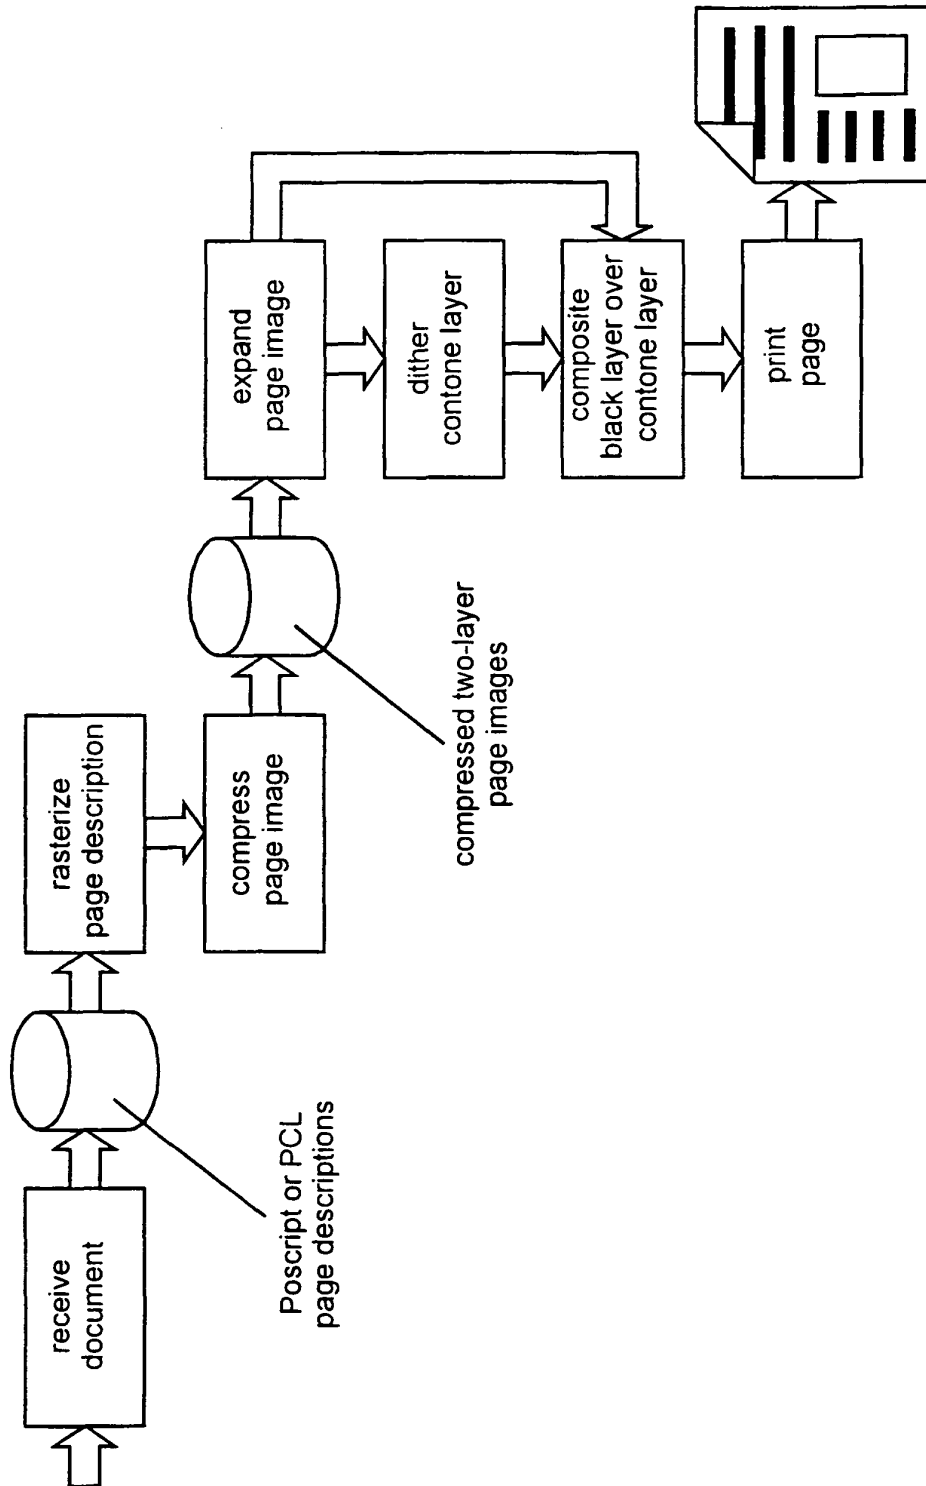 receive
document
Poscript or PCL
page descriptions
rasterize
page description
compress
page image
compressed two-layer
page images
expand
page image
dither
contone layer
composite
black layer over
contone layer
print
page